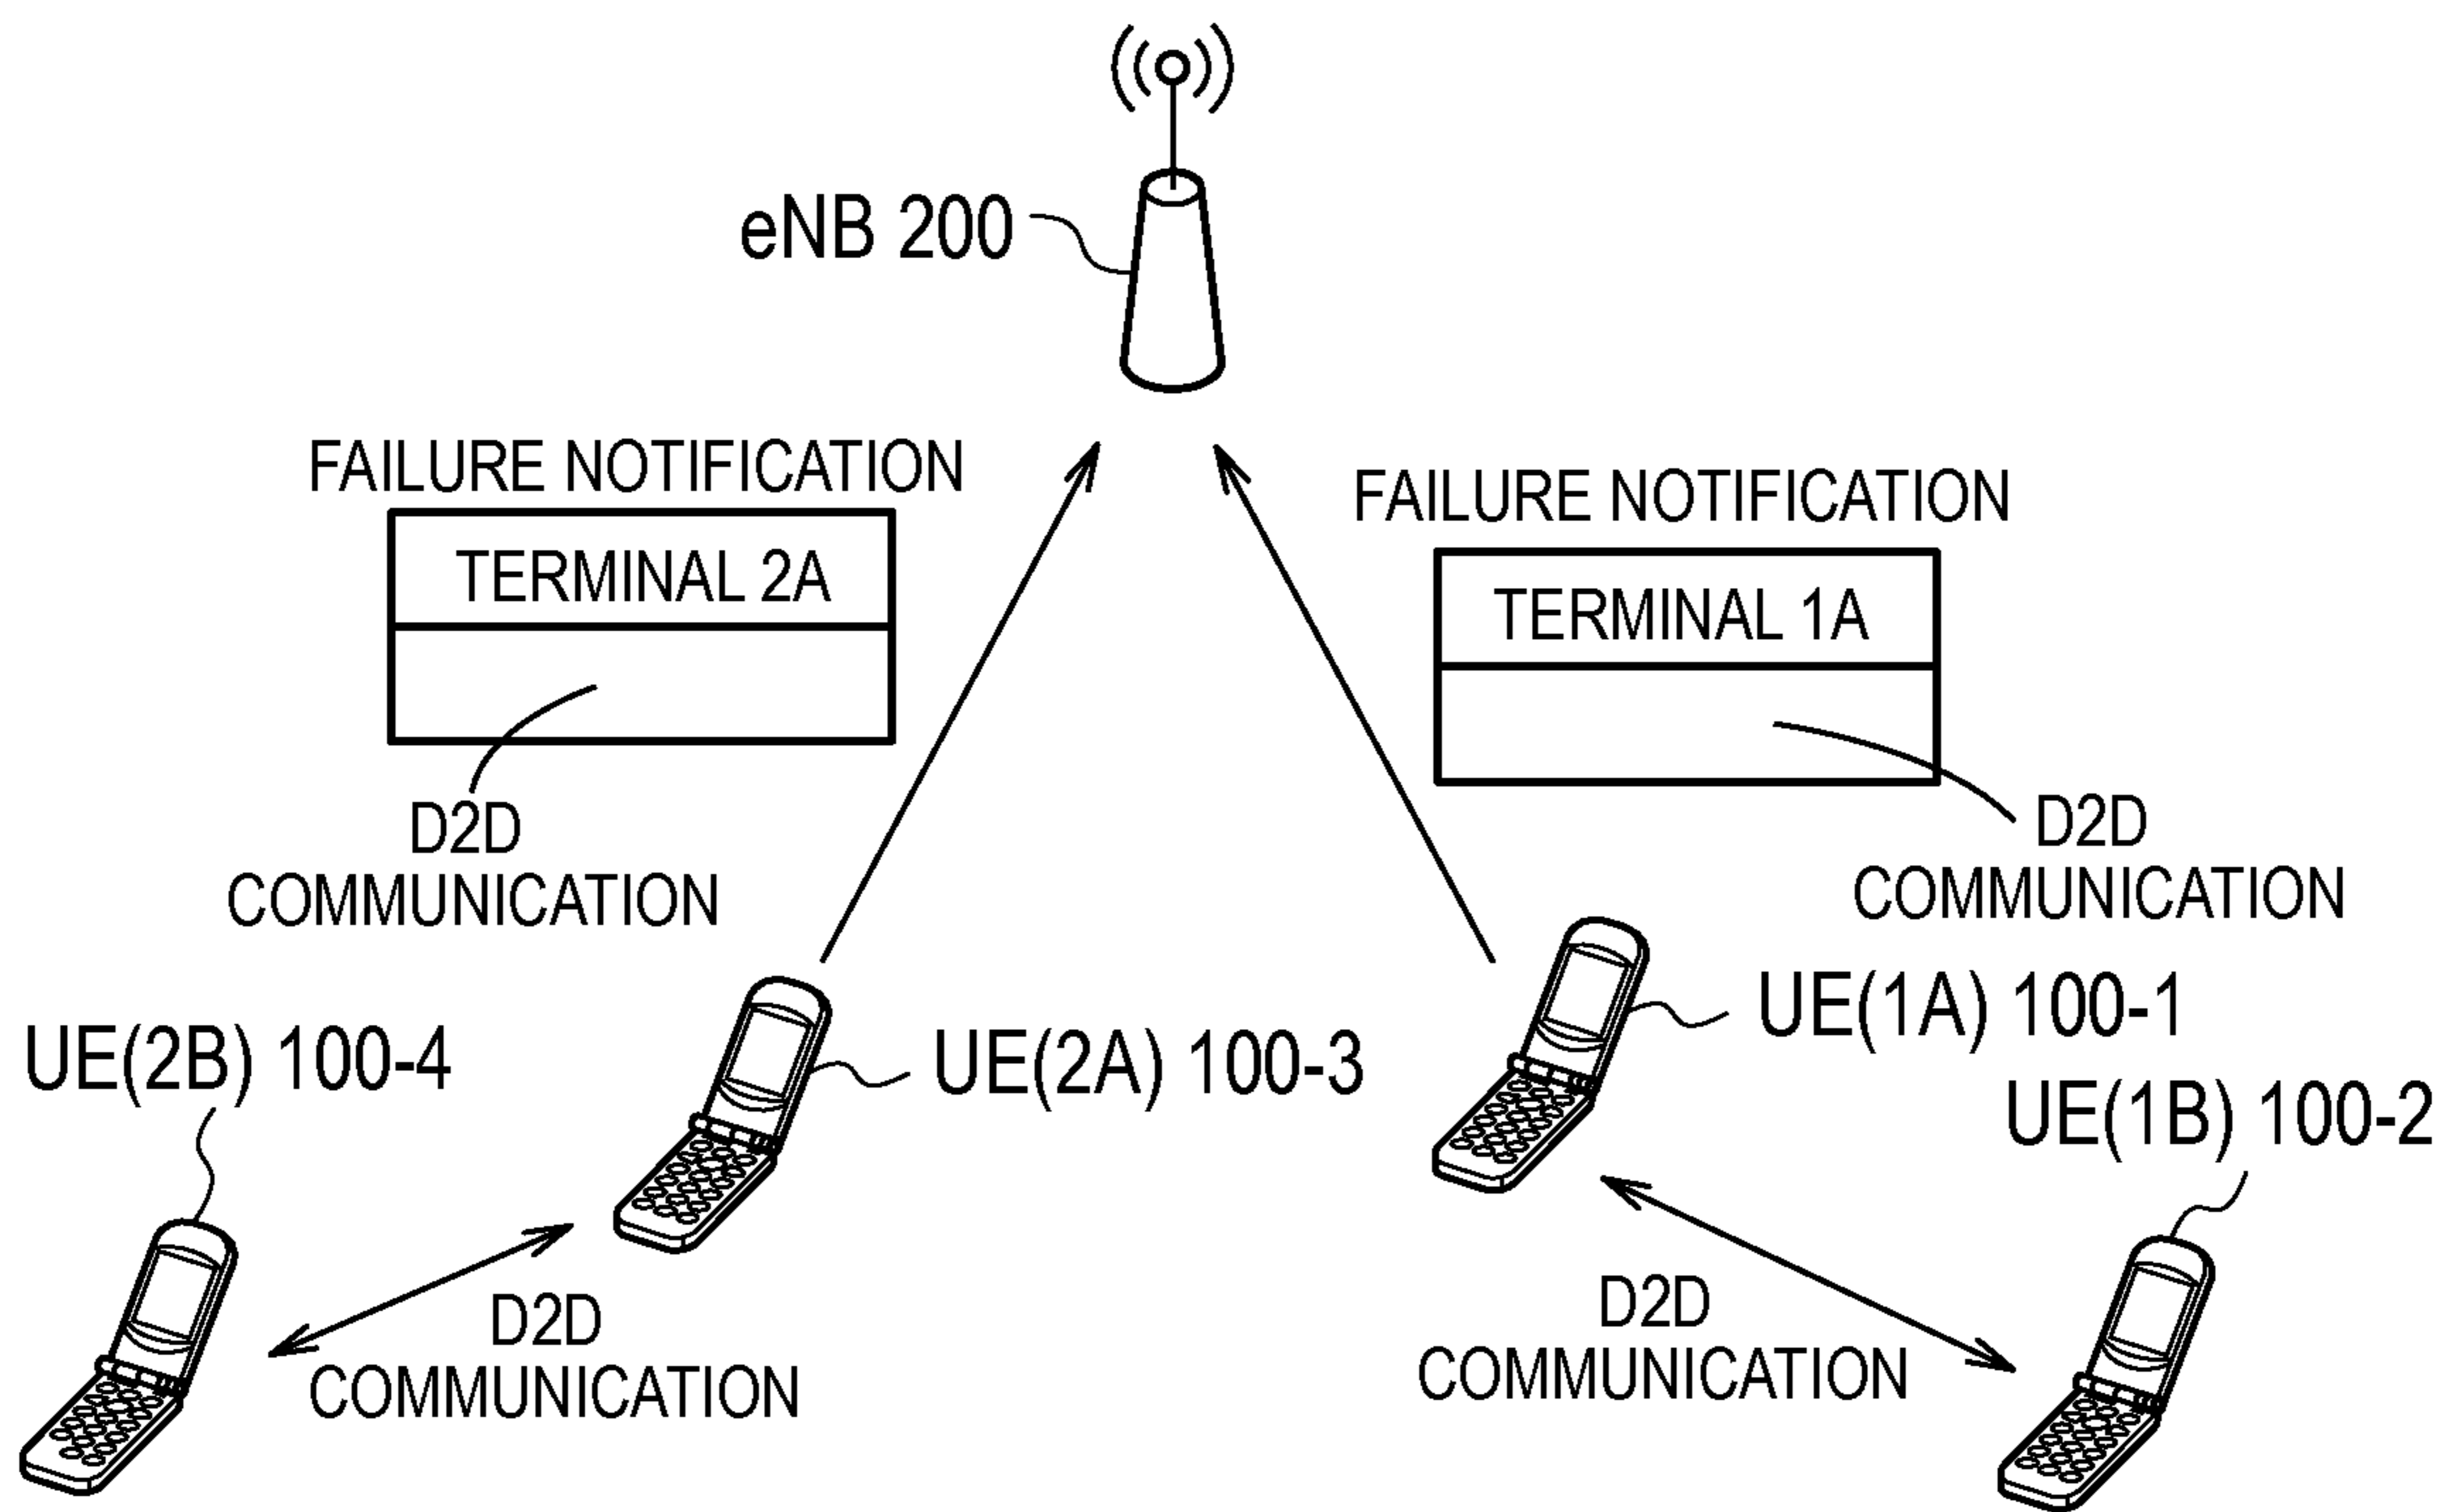 eNB 200
FAILURE NOTIFICATION
TERMINAL 2A
D2D
COMMUNICATION
FAILURE NOTIFICATION
TERMINAL 1A
D2D
COMMUNICATION
UE(2B) 100-4
UE(2A) 100-3
UE(1A) 100-1
UE(1B) 100-2
D2D
COMMUNICATION
D2D
COMMUNICATION